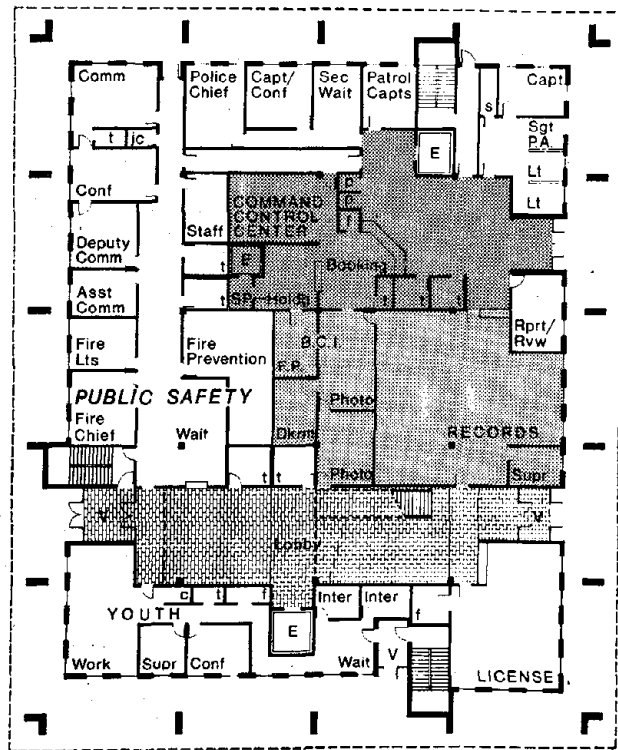 Comm
Police
Chief
Capt/
Conf
Sec
Wait
Patrol
Capts
s
Capt
t
jc
E
Sgt
P.A.
Lt
Lt
Conf
COMMAND
CONTROL
CENTER
Staff
Deputy
Comm
E
t
Booking
Asst
Comm
t
SP
Holdg
t
t
t
Rprt/
Rvw
Fire
Lts
Fire
Prevention
B.C.I.
F.P.
PUBLIC SAFETY
Photo
Fire
Chief
Wait
Dkrm
RECORDS
t
t
Photo
Supr
V
V
Lobby
c
t
f
Inter
Inter
f
YOUTH
E
Work
Supr
Conf
Wait
V
LICENSE